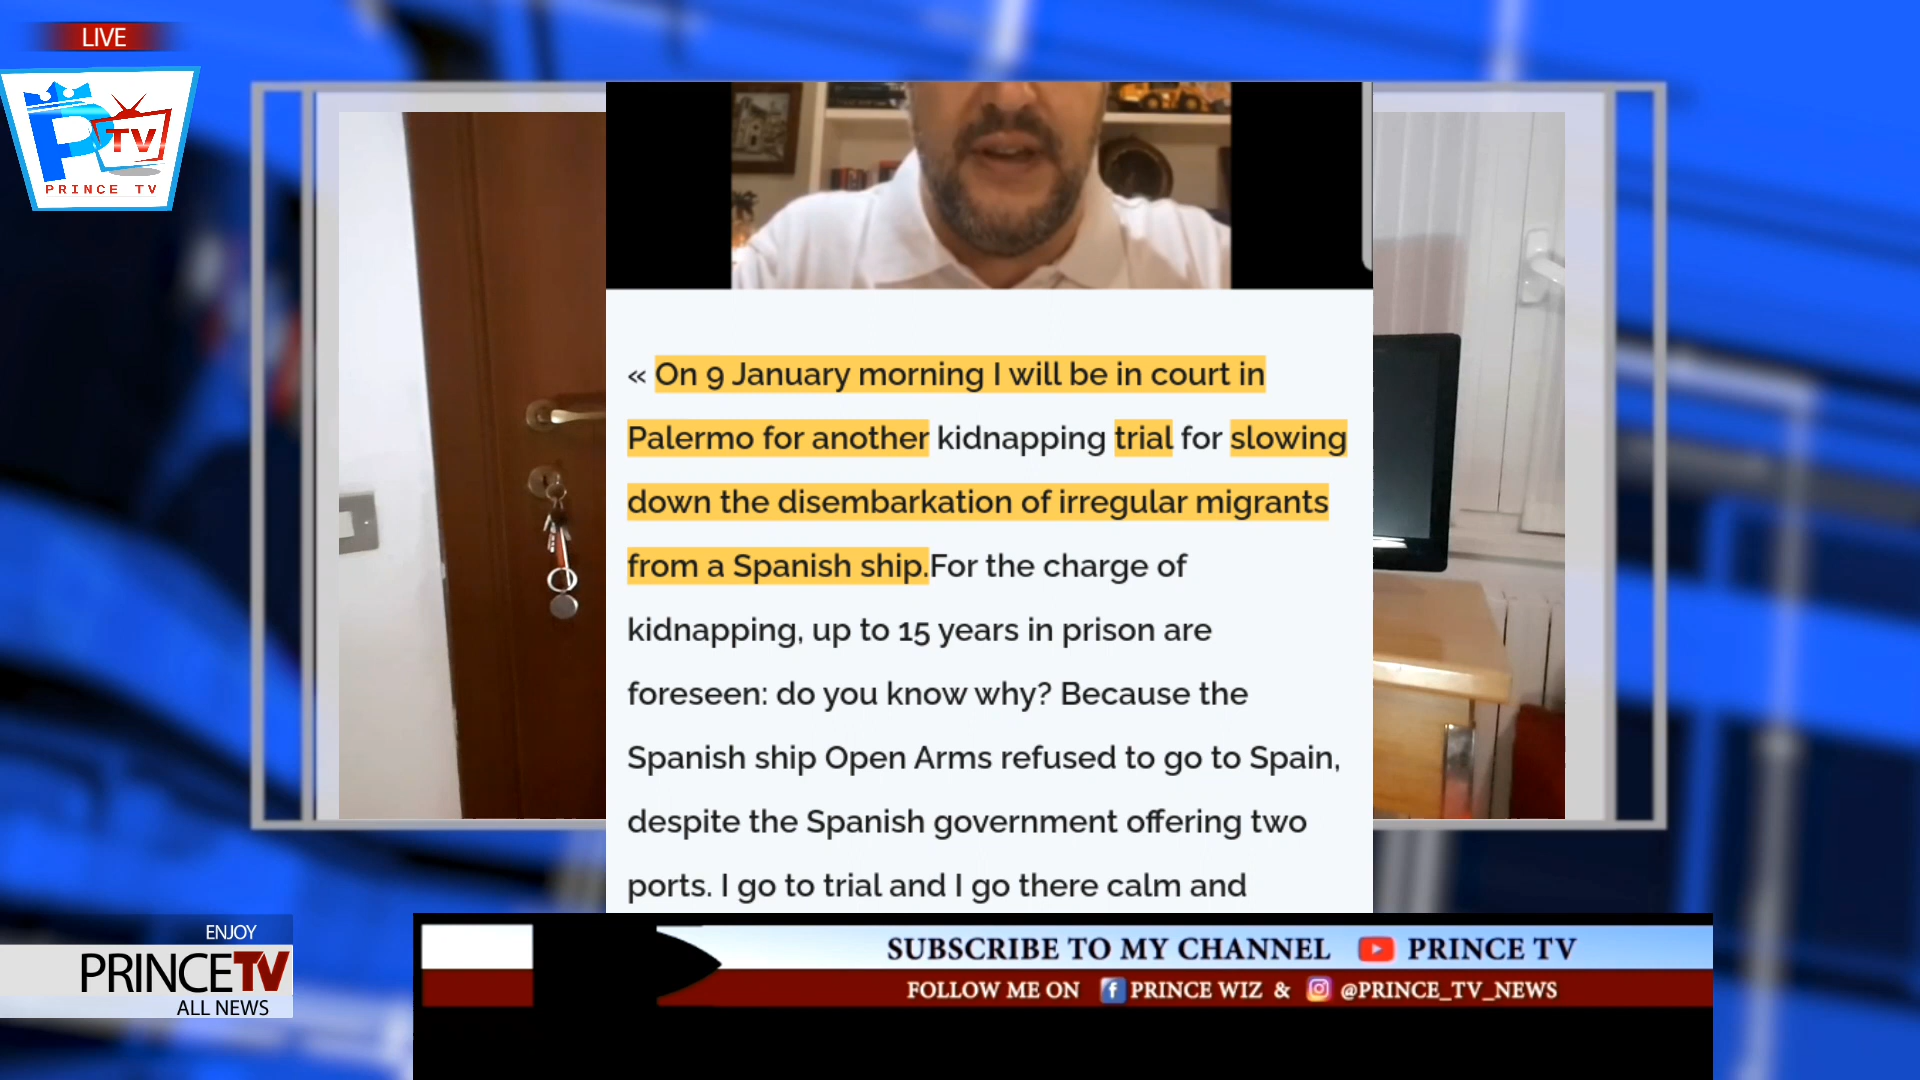 LIVE
P TV
PRINCE TV
« On 9 January morning I will be in court in
Palermo for another kidnapping trial for slowing
down the disembarkation of irregular migrants
from a Spanish ship.For the charge of
kidnapping, up to 15 years in prison are
foreseen: do you know why? Because the
Spanish ship Open Arms refused to go to Spain,
despite the Spanish government offering two
ports. I go to trial and I go there calm and
ENJOY
PRINCETV
ALL NEWS
SUBSCRIBE TO MY CHANNEL PRINCE TV
FOLLOW ME ON f PRINCE WIZ & @PRINCE_TV_NEWS